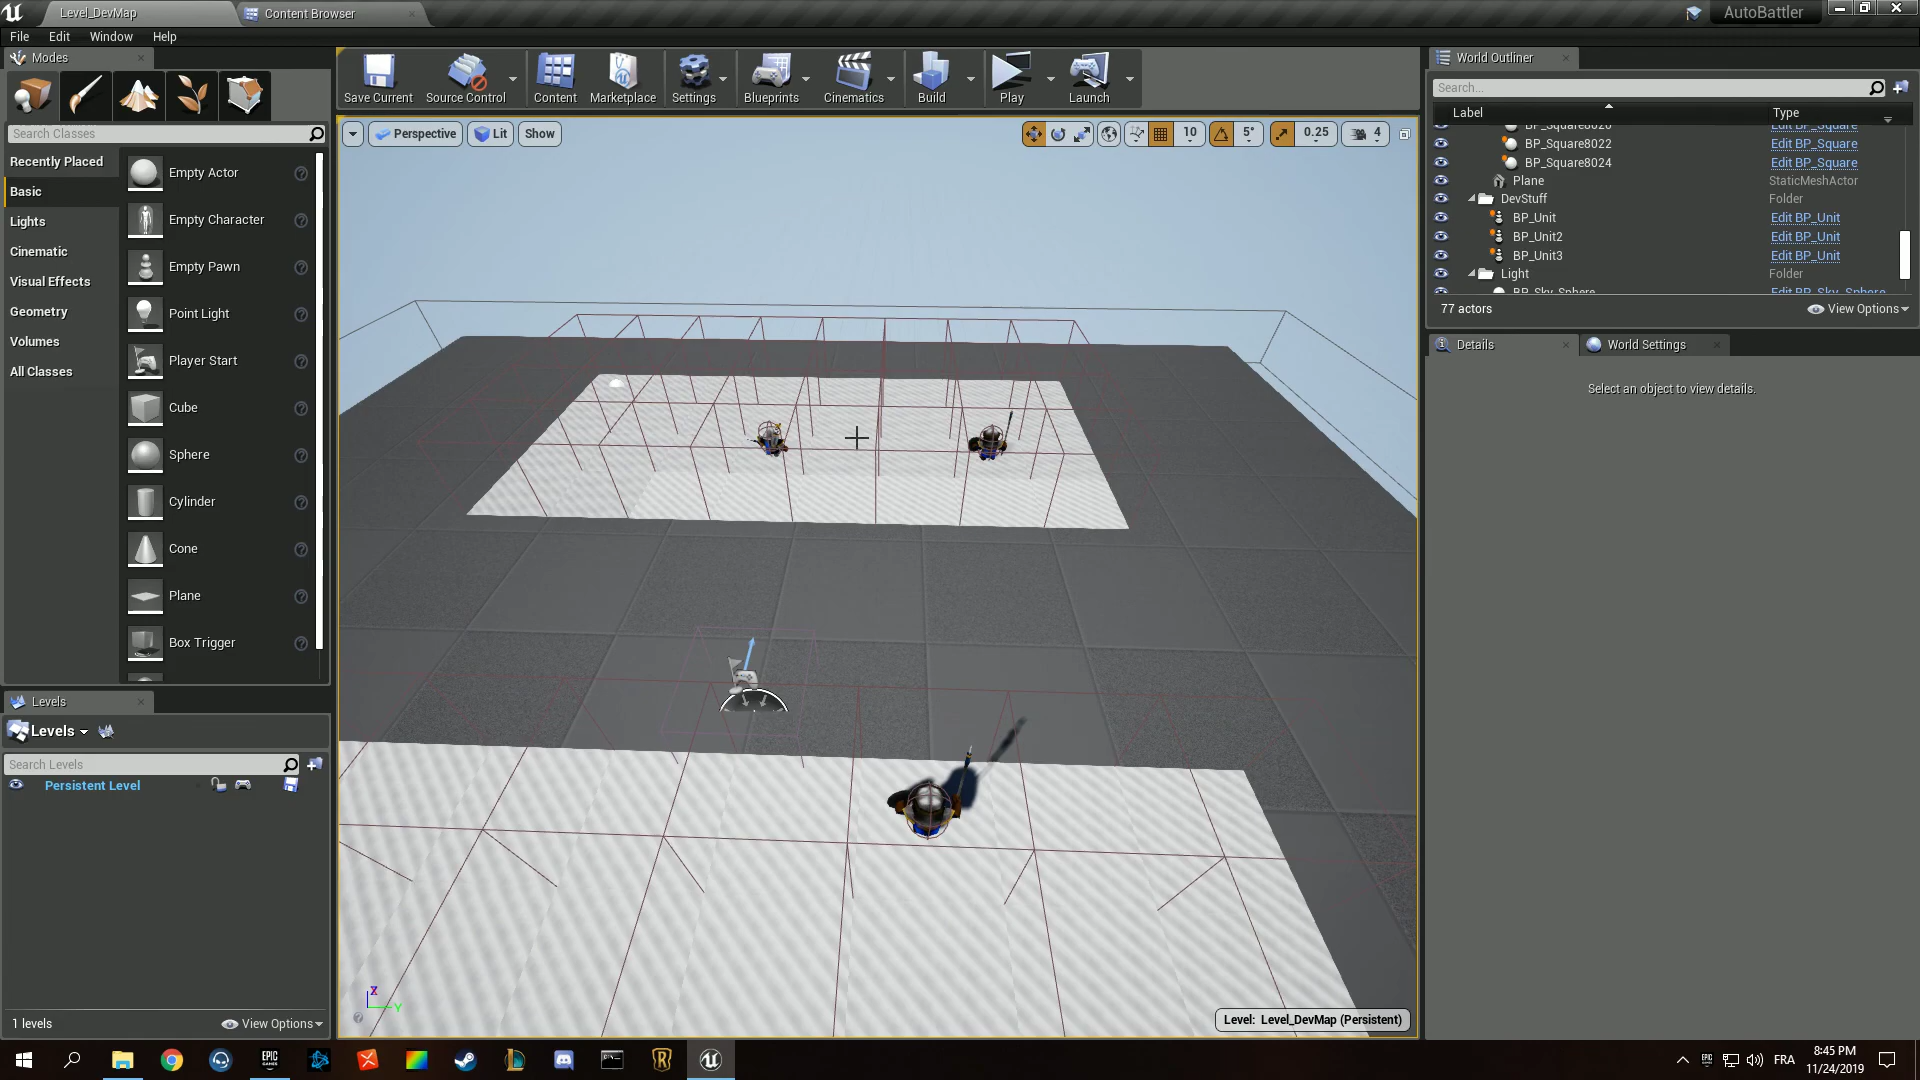 Level_DevMap
Content Browser
AutoBattler
File Edit Window Help
Modes
Search Classes
Recently Placed
Basic
Lights
Cinematic
Visual Effects
Geometry
Volumes
All Classes
Empty Actor
Empty Character
Empty Pawn
Point Light
Player Start
Cube
Sphere
Cylinder
Cone
Plane
Box Trigger
Levels
Levels
Search Levels
Persistent Level
1 levels
View Options
Save Current
Source Control
Content
Marketplace
Settings
Blueprints
Cinematics
Build
Play
Launch
Perspective
Lit
Show
10
5°
0.25
4
Z
Y
Level: Level_DevMap (Persistent)
World Outliner
Search...
Label Type
BP_Square8020 Edit BP_Square
BP_Square8022 Edit BP_Square
BP_Square8024 Edit BP_Square
Plane StaticMeshActor
DevStuff Folder
BP_Unit Edit BP_Unit
BP_Unit2 Edit BP_Unit
BP_Unit3 Edit BP_Unit
Light Folder
BP_Sky_Sphere Edit BP_Sky_Sphere
77 actors
View Options
Details
World Settings
Select an object to view details.
EPIC
GAMES
FRA
8:45 PM
11/24/2019